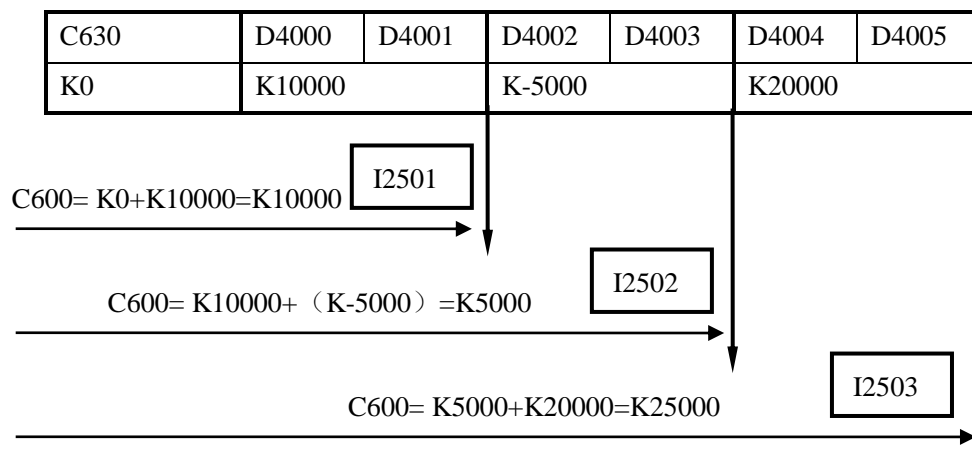 C630 D4000 D4001 D4002 D4003 D4004 D4005
K0 K10000 K-5000 K20000
I2501
C600= K0+K10000=K10000
I2502
C600= K10000+（K-5000）=K5000
I2503
C600= K5000+K20000=K25000